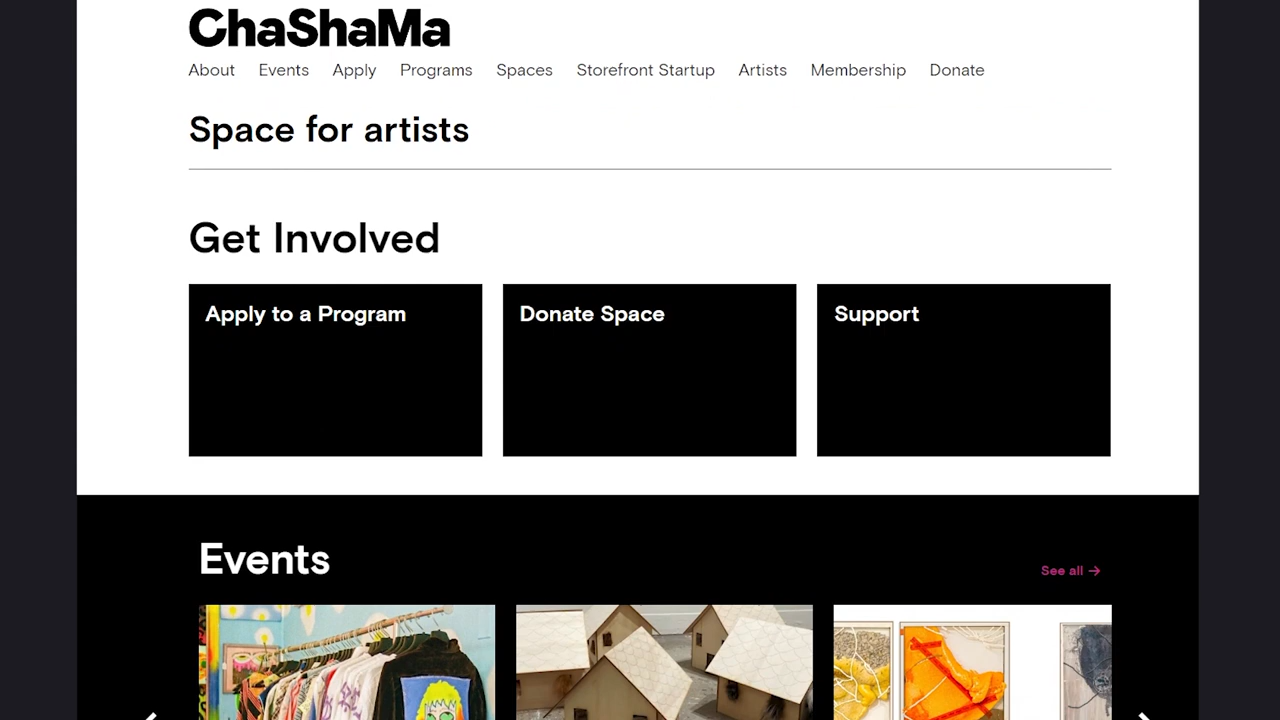 ChaShaMa
About Events Apply Programs Spaces Storefront Startup Artists Membership Donate
Space for artists
Get Involved
Apply to a Program Donate Space Support
Events
See all →